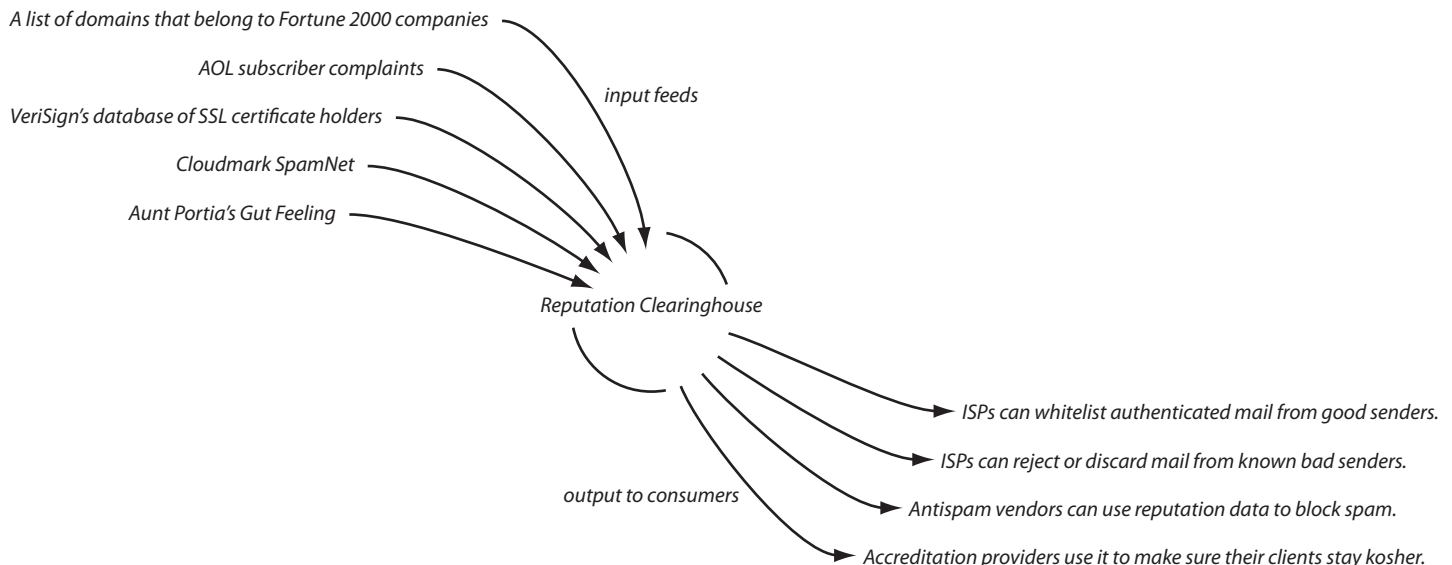 A list of domains that belong to Fortune 2000 companies
AOL subscriber complaints
input feeds
VeriSign’s database of SSL certificate holders
Cloudmark SpamNet
Aunt Portia’s Gut Feeling
Reputation Clearinghouse
ISPs can whitelist authenticated mail from good senders.
ISPs can reject or discard mail from known bad senders.
output to consumers
Antispam vendors can use reputation data to block spam.
Accreditation providers use it to make sure their clients stay kosher.